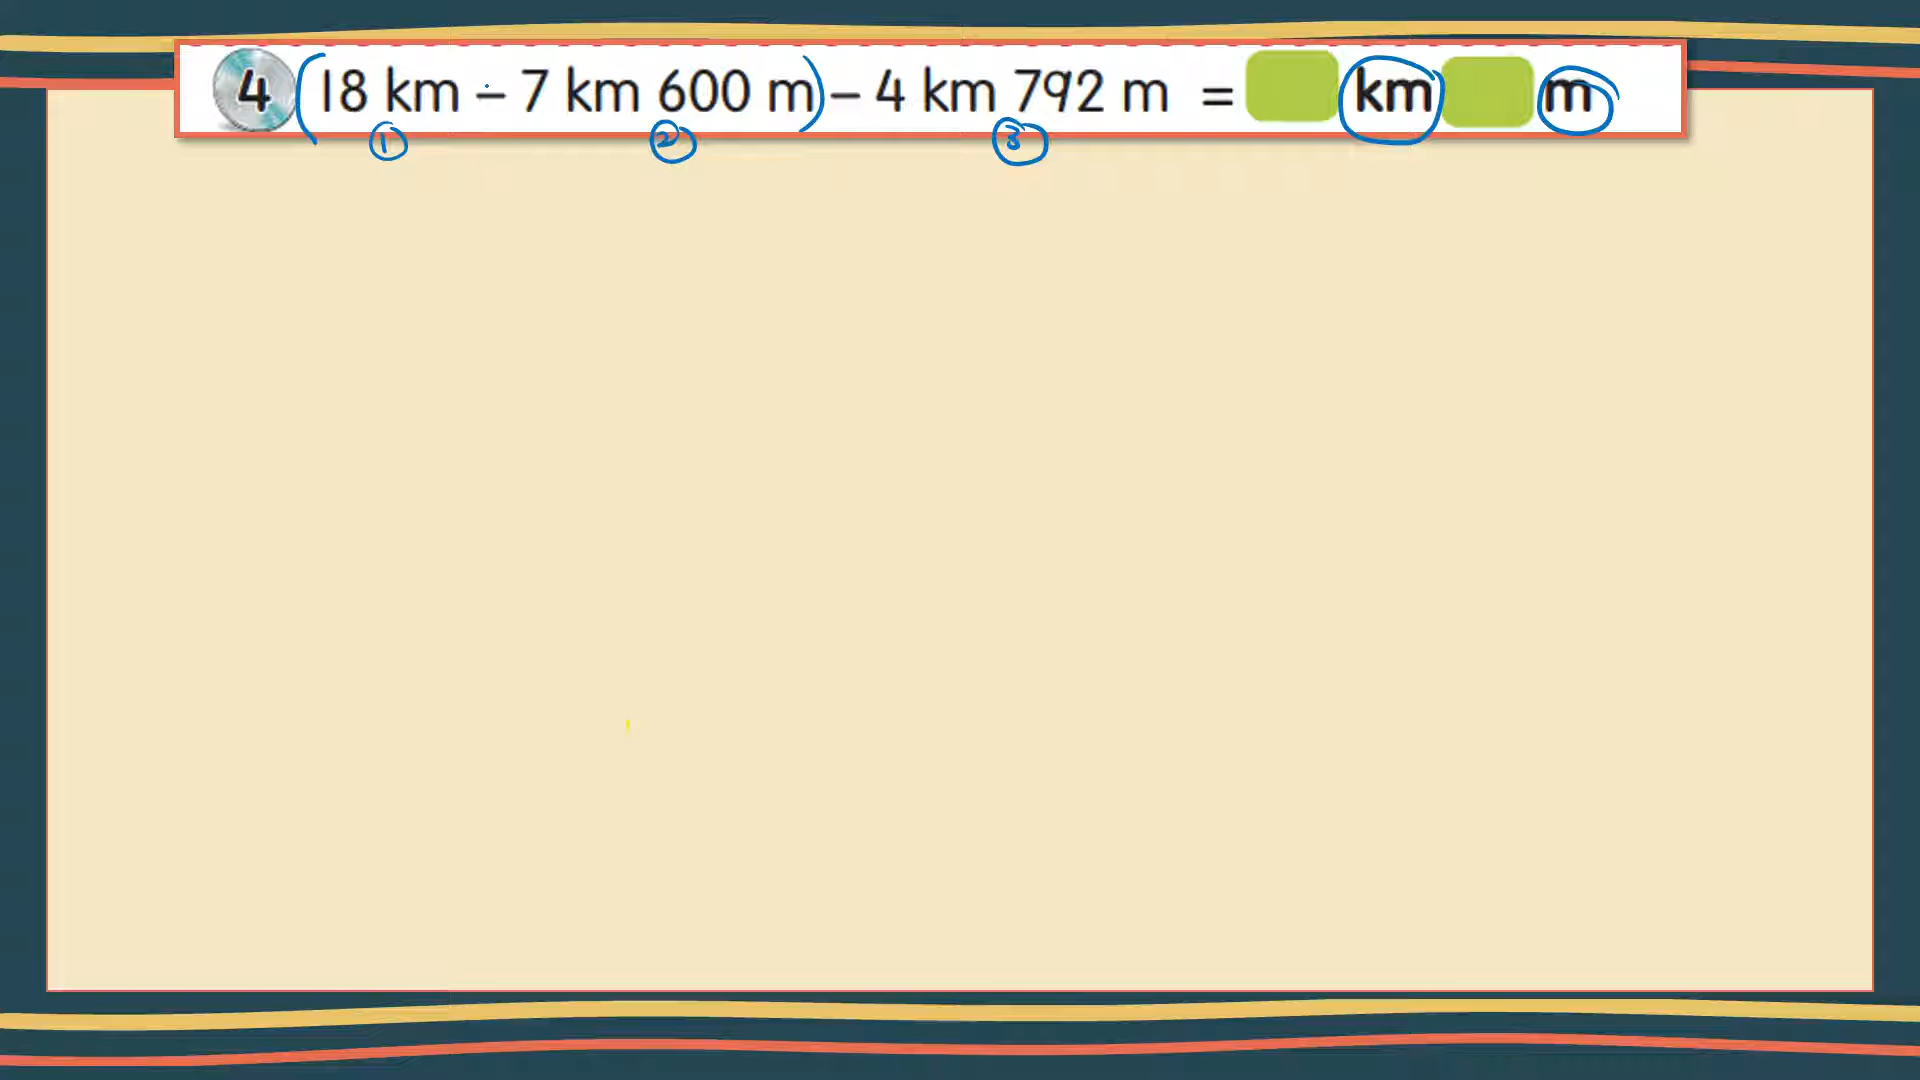 4 (18 km – 7 km 600 m) – 4 km 792 m = km m
① ② ③